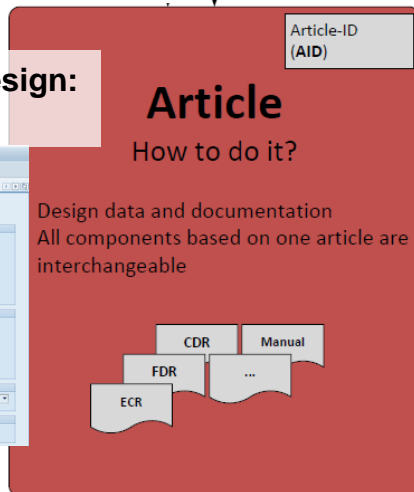 Article-ID
(AID)
esign:
Article
How to do it?
Design data and documentation
All components based on one article are
interchangeable
CDR
Manual
FDR
...
ECR